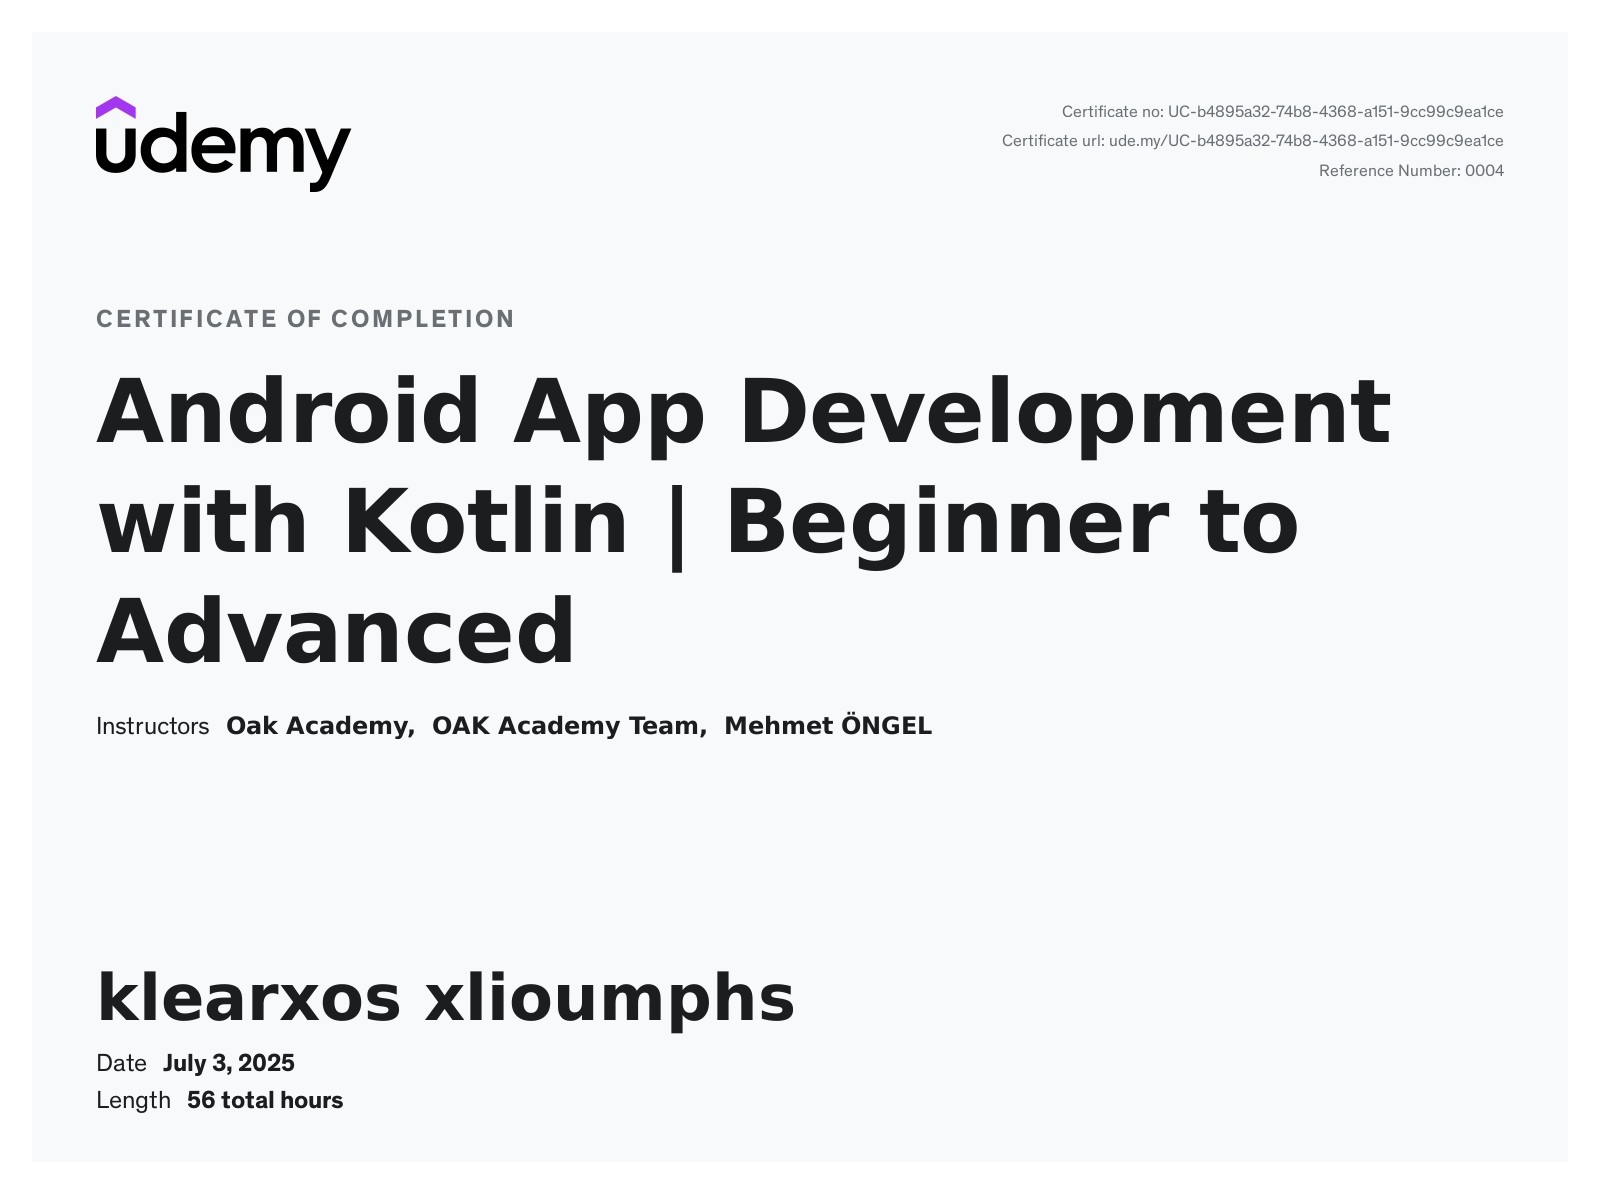 udemy
Certificate no: UC-b4895a32-74b8-4368-a151-9cc99c9ea1ce
Certificate url: ude.my/UC-b4895a32-74b8-4368-a151-9cc99c9ea1ce
Reference Number: 0004
CERTIFICATE OF COMPLETION
Android App Development
with Kotlin | Beginner to
Advanced
Instructors Oak Academy, OAK Academy Team, Mehmet ÖNGEL
klearxos xlioumphs
Date July 3, 2025
Length 56 total hours